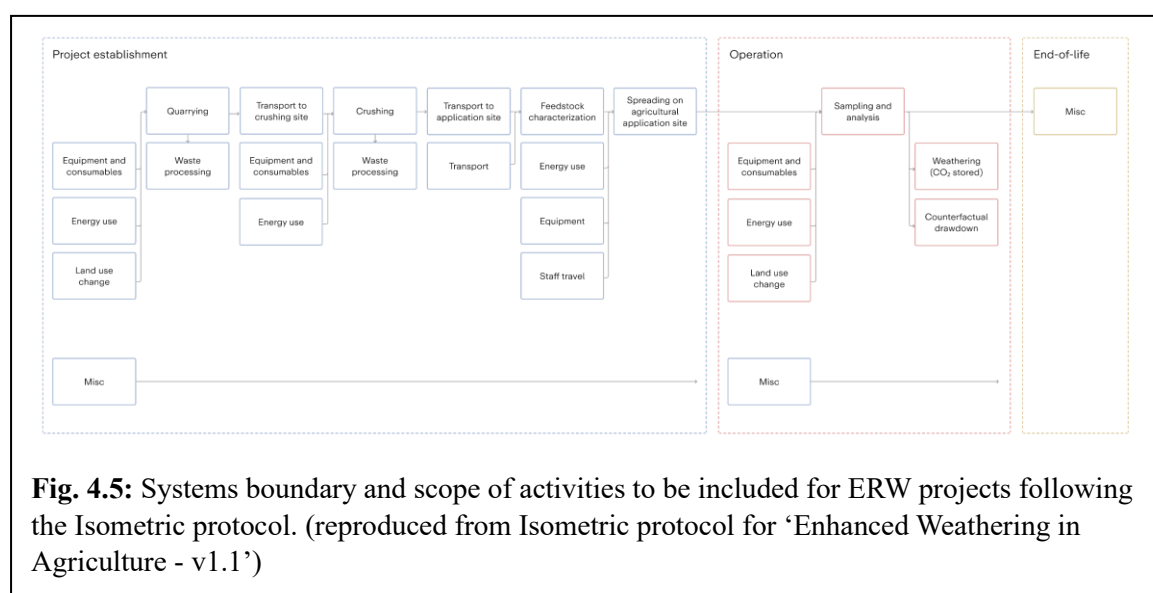 Project establishment
Quarrying
Transport to
crushing site
Crushing
Transport to
application site
Feedstock
characterization
Spreading on
agricultural
application site
Equipment and
consumables
Waste
processing
Equipment and
consumables
Waste
processing
Transport
Energy use
Energy use
Energy use
Equipment
Land use
change
Staff travel
Misc
Operation
Sampling and
analysis
Equipment and
consumables
Weathering
(CO₂ stored)
Energy use
Counterfactual
drawdown
Land use
change
Misc
End-of-life
Misc
Fig. 4.5: Systems boundary and scope of activities to be included for ERW projects following
the Isometric protocol. (reproduced from Isometric protocol for ‘Enhanced Weathering in
Agriculture - v1.1’)